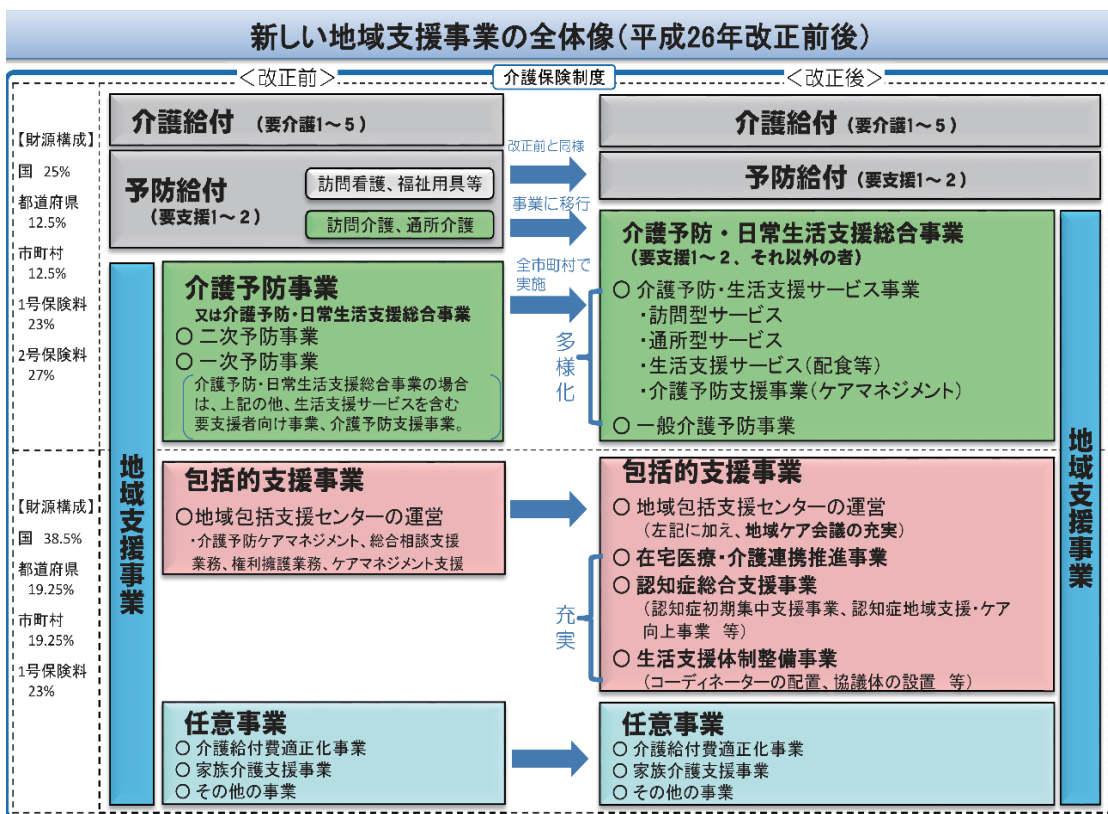 新しい地域支援事業の全体像(平成26年改正前後)
<改正前>
介護保険制度
<改正後>
【財源構成】
国 25%
都道府県
12.5%
市町村
12.5%
1号保険料
23%
2号保険料
27%
介護給付 (要介護1~5)
予防給付
(要支援1~2)
訪問看護、福祉用具等
訪問介護、通所介護
改正前と同様
事業に移行
全市町村で
実施
多様化
介護給付(要介護1~5)
予防給付(要支援1~2)
介護予防事業
又は介護予防・日常生活支援総合事業
○ 二次予防事業
○ 一次予防事業
介護予防・日常生活支援総合事業の場合
は、上記の他、生活支援サービスを含む
要支援者向け事業、介護予防支援事業。
介護予防・日常生活支援総合事業
(要支援1~2、それ以外の者)
○ 介護予防・生活支援サービス事業
・訪問型サービス
・通所型サービス
・生活支援サービス(配食等)
・介護予防支援事業(ケアマネジメント)
○ 一般介護予防事業
地域支援事業
地域支援事業
【財源構成】
国 38.5%
都道府県
19.25%
市町村
19.25%
1号保険料
23%
包括的支援事業
○地域包括支援センターの運営
・介護予防ケアマネジメント、総合相談支援
業務、権利擁護業務、ケアマネジメント支援
充実
包括的支援事業
○ 地域包括支援センターの運営
(左記に加え、地域ケア会議の充実)
○ 在宅医療・介護連携推進事業
○ 認知症総合支援事業
(認知症初期集中支援事業、認知症地域支援・ケア
向上事業 等)
○ 生活支援体制整備事業
(コーディネーターの配置、協議体の設置 等)
任意事業
○ 介護給付費適正化事業
○ 家族介護支援事業
○ その他の事業
任意事業
○ 介護給付費適正化事業
○ 家族介護支援事業
○ その他の事業